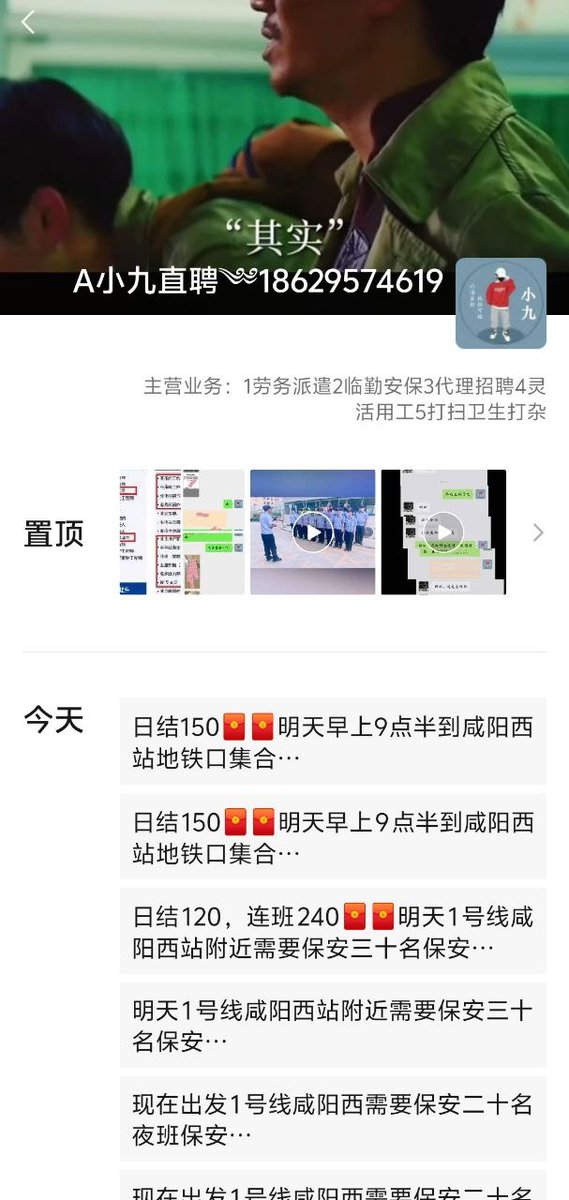 “其实”
A小九直聘༄18629574619
小九
主营业务：1劳务派遣2临勤安保3代理招聘4灵
活用工5打扫卫生打杂
置顶
今天
日结150🧧🧧明天早上9点半到咸阳西
站地铁口集合…
日结150🧧🧧明天早上9点半到咸阳西
站地铁口集合…
日结120，连班240🧧🧧明天1号线咸
阳西站附近需要保安三十名保安…
明天1号线咸阳西站附近需要保安三十
名保安…
现在出发1号线咸阳西需要保安二十名
夜班保安…
现在出发1号线咸阳西需要保安二十名